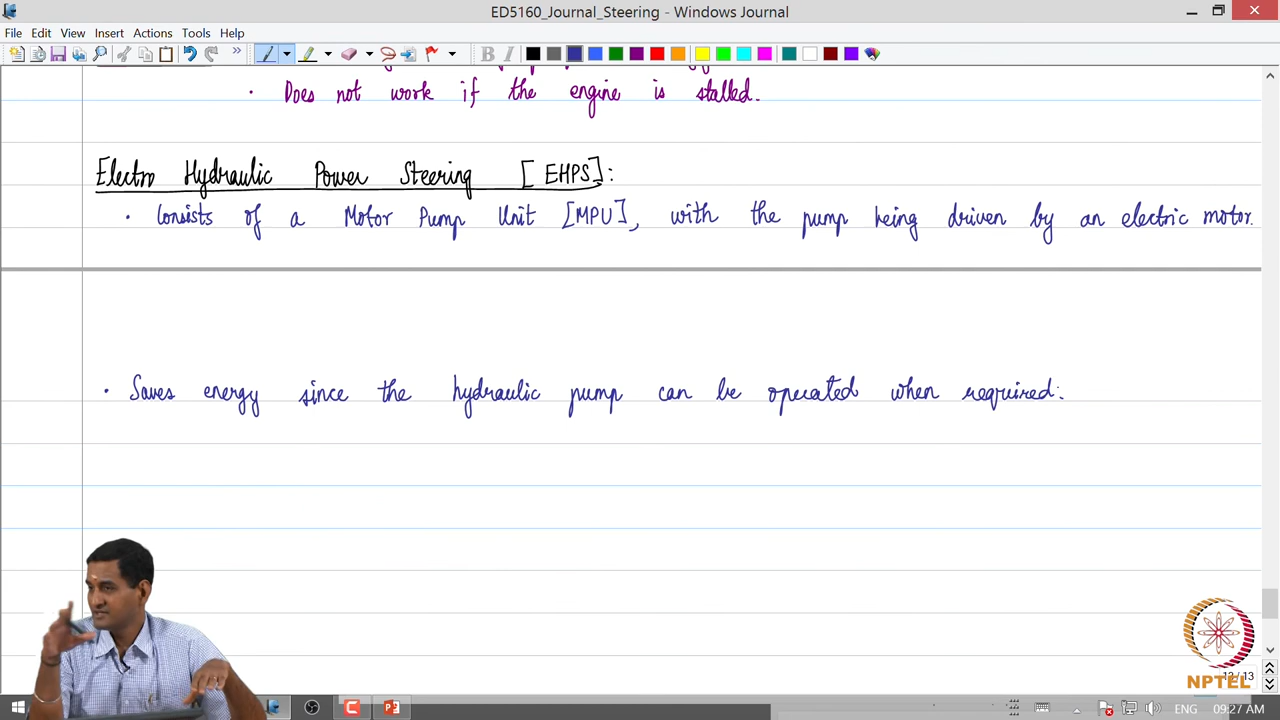 ED5160_Journal_Steering - Windows Journal
File Edit View Insert Actions Tools Help
B I
• Does not work if the engine is stalled.
Electro Hydraulic Power Steering [EHPS]:
• Consists of a Motor Pump Unit [MPU], with the pump being driven by an electric motor.
• Saves energy since the hydraulic pump can be operated when required.
NPTEL
ENG 09:27 AM